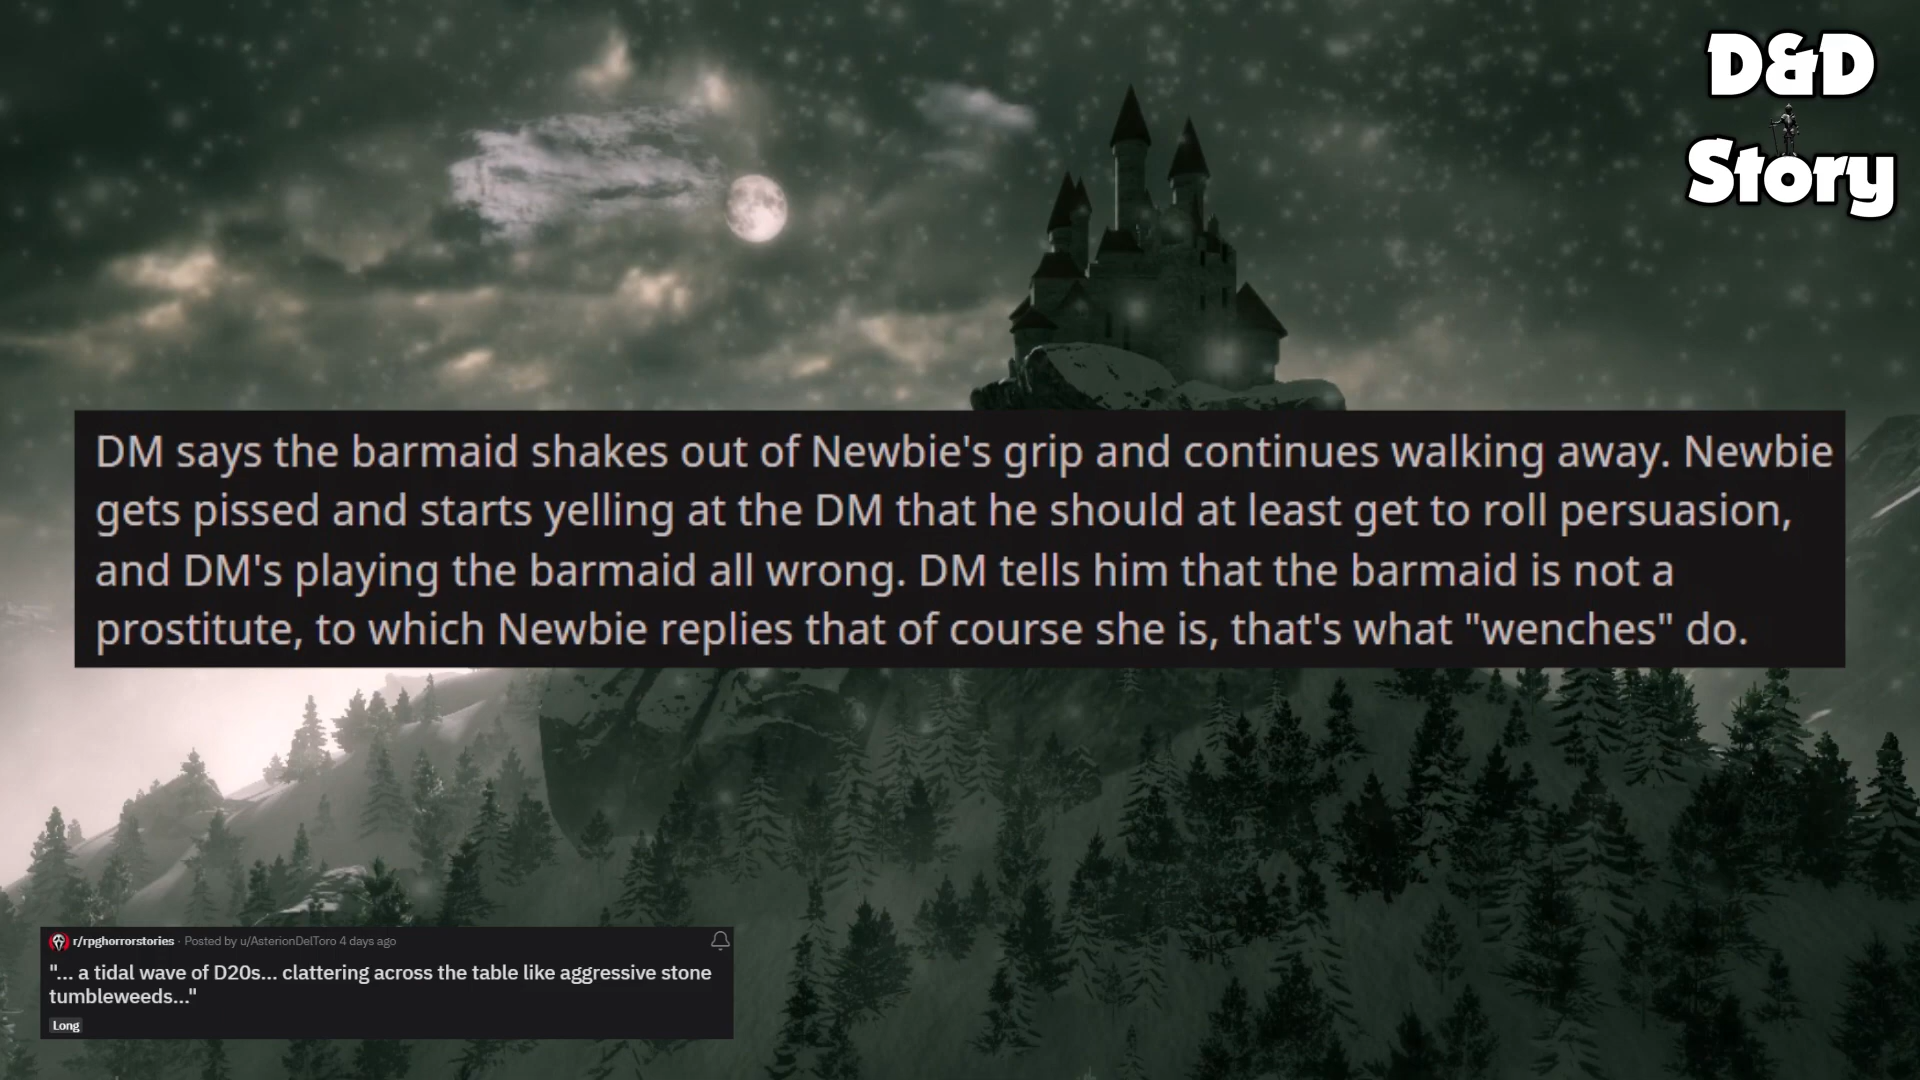 D&D
Story
DM says the barmaid shakes out of Newbie's grip and continues walking away. Newbie
gets pissed and starts yelling at the DM that he should at least get to roll persuasion,
and DM's playing the barmaid all wrong. DM tells him that the barmaid is not a
prostitute, to which Newbie replies that of course she is, that's what "wenches" do.
r/rpghorrorstories · Posted by u/AsterionDelToro 4 days ago
"... a tidal wave of D20s... clattering across the table like aggressive stone
tumbleweeds..."
Long